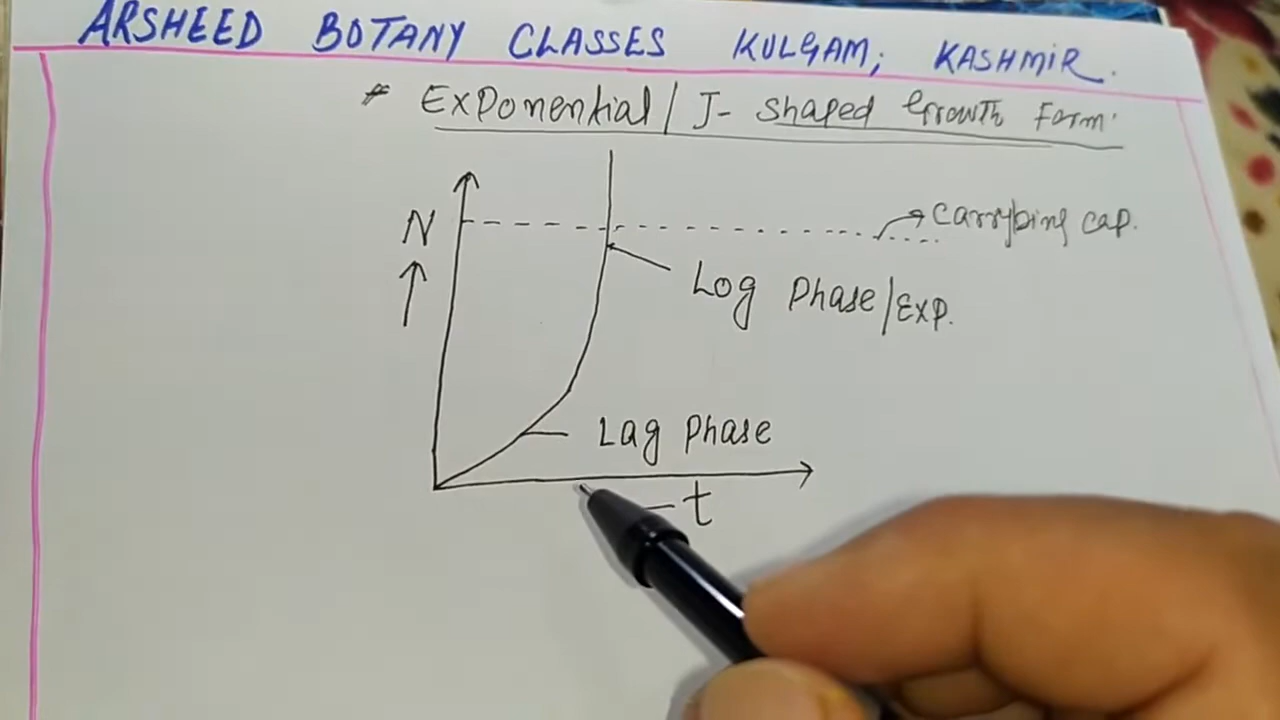 ARSHEED BOTANY CLASSES KULGAM; KASHMIR.
* Exponential / J- shaped Growth Form.
N
Carrying cap.
Log Phase/Exp.
Lag Phase
t